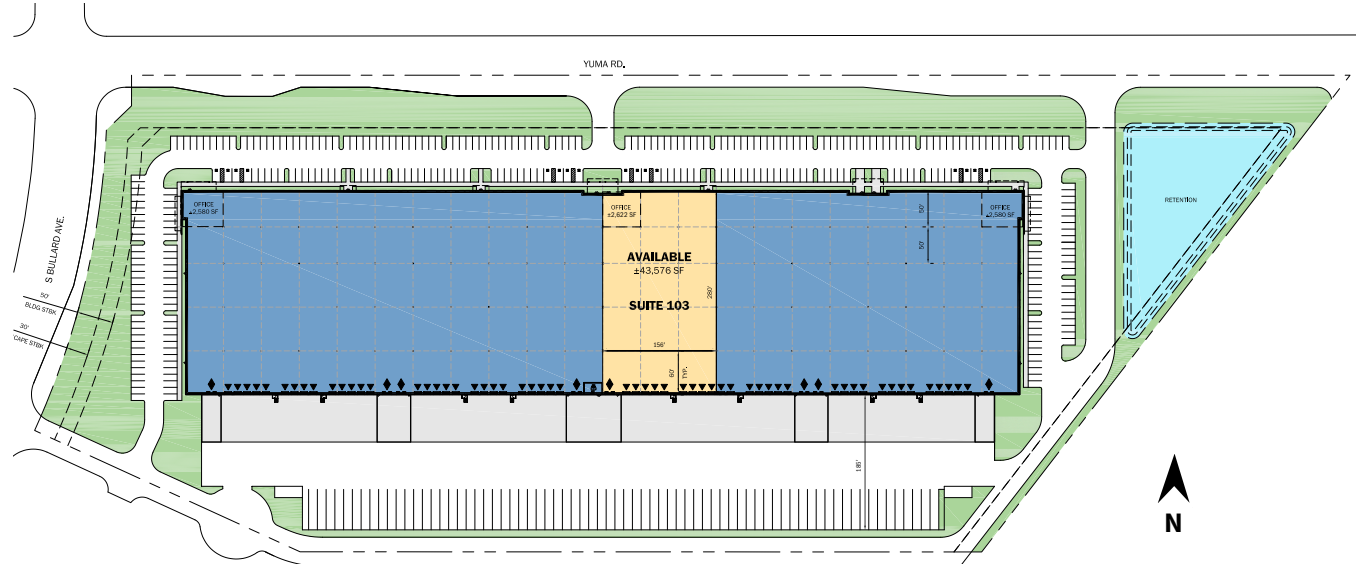 YUMA RD.
S BULLARD AVE.
50'
BLDG STBK
30'
CAPE STBK
OFFICE
±2,580 SF
OFFICE
±2,622 SF
OFFICE
±2,580 SF
50'
50'
AVAILABLE
±43,576 SF
SUITE 103
280'
156'
60'
TYP.
185'
RETENTION
N